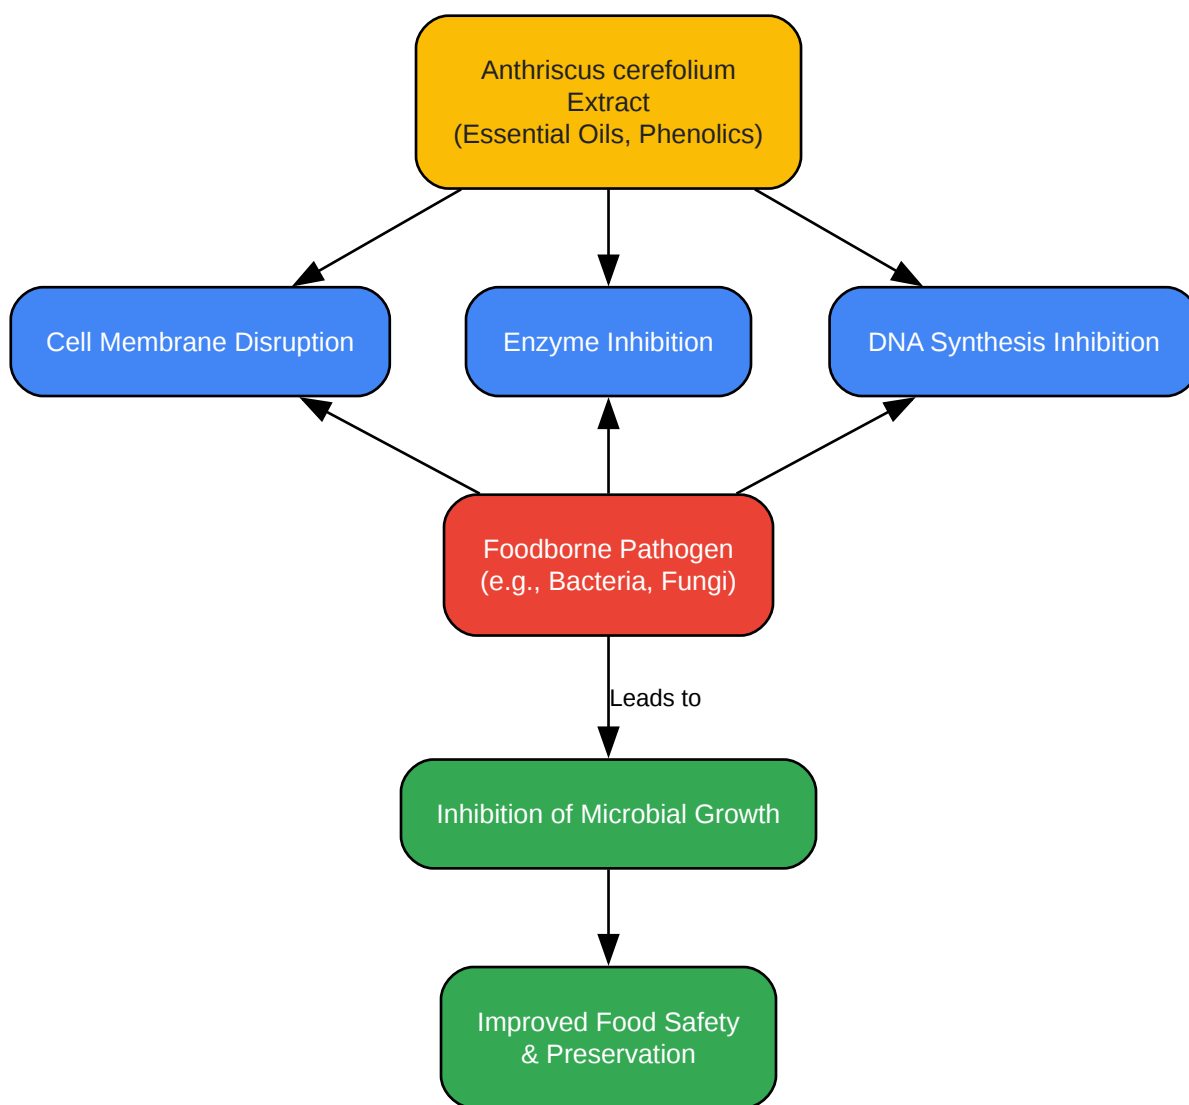 Anthriscus cerefolium
Extract
(Essential Oils, Phenolics)
Cell Membrane Disruption
Enzyme Inhibition
DNA Synthesis Inhibition
Foodborne Pathogen
(e.g., Bacteria, Fungi)
Leads to
Inhibition of Microbial Growth
Improved Food Safety
& Preservation